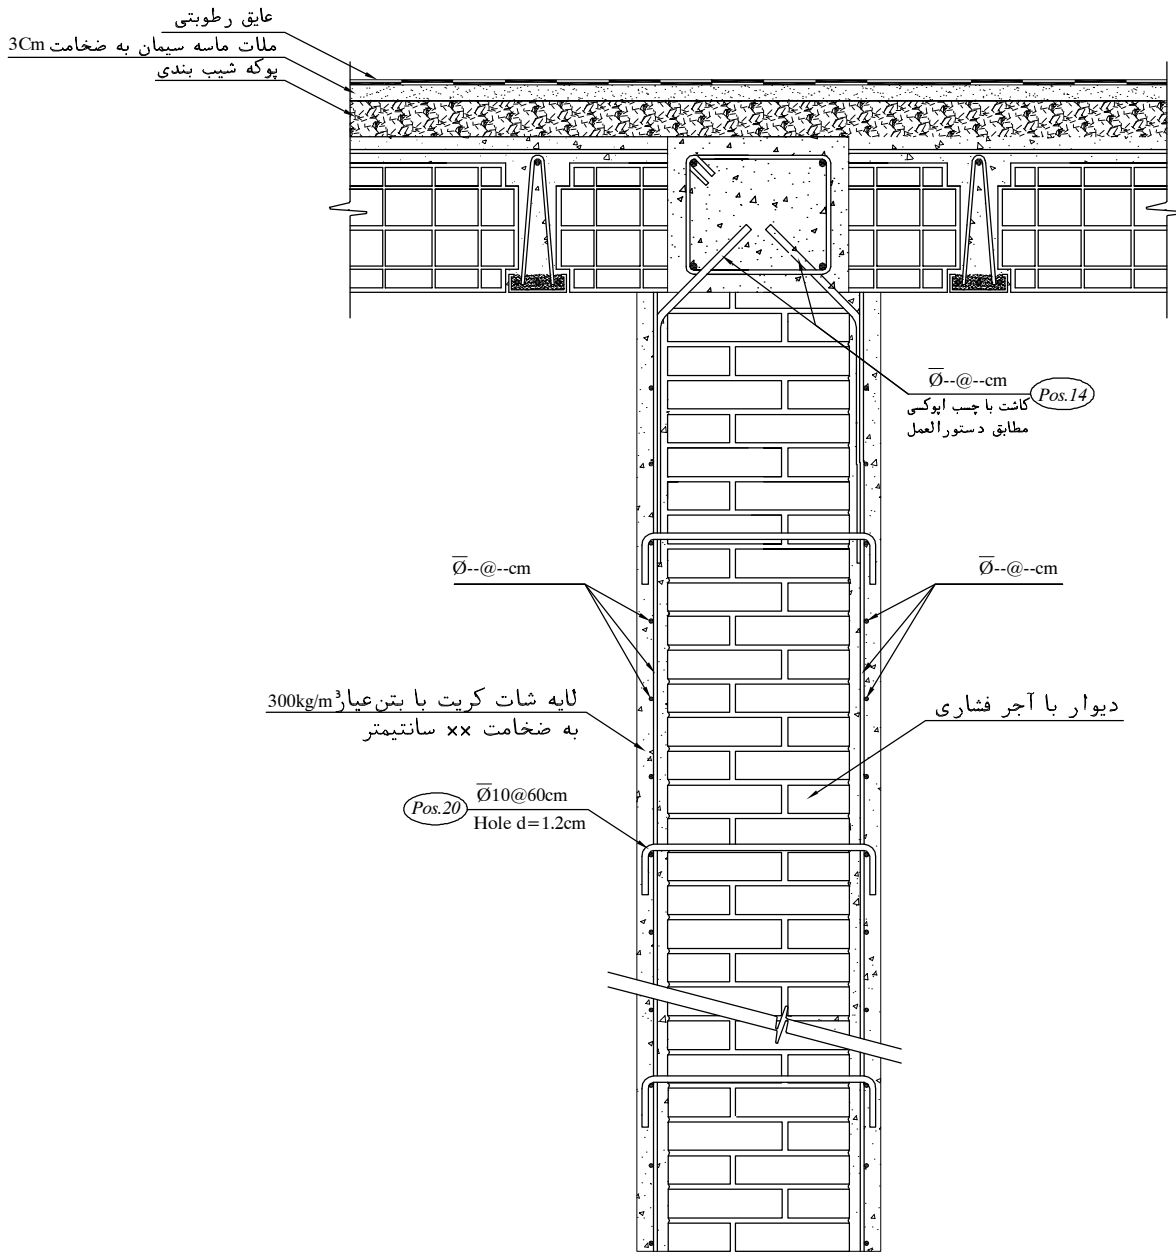 عایق رطوبتی
ملات ماسه سیمان به ضخامت 3Cm
پوکه شیب بندی
Ø--@--cm
Pos.14
کاشت با چسب اپوکسی
مطابق دستورالعمل
Ø--@--cm
Ø--@--cm
لایه شات کریت با بتن عیار 300kg/m³
به ضخامت ×× سانتیمتر
دیوار با آجر فشاری
Pos.20
Ø10@60cm
Hole d=1.2cm